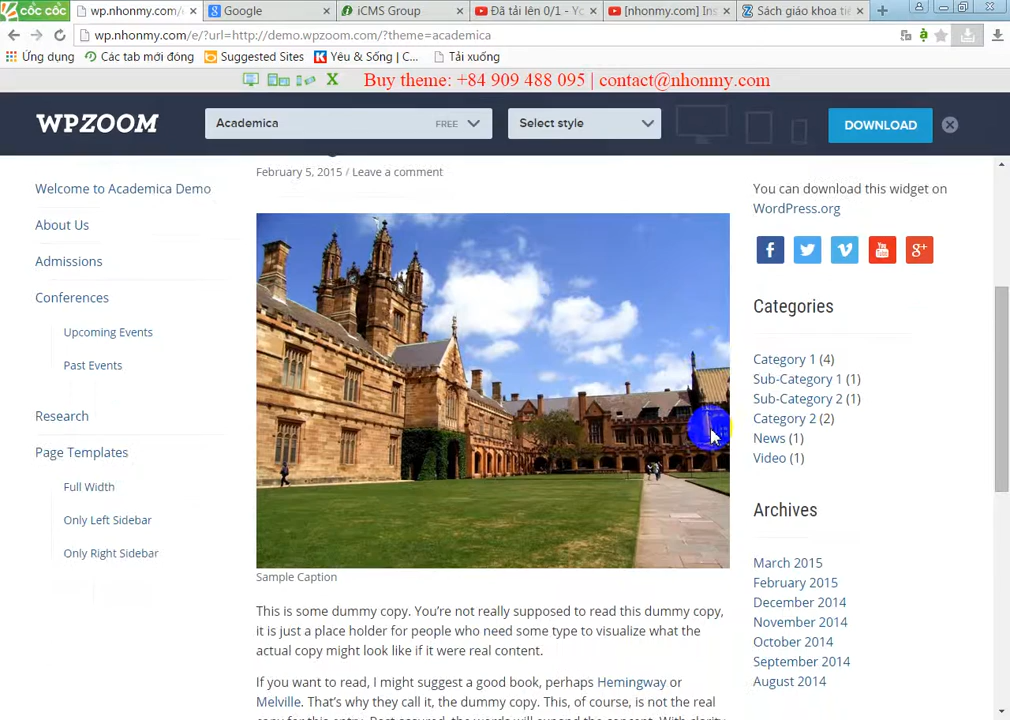 cốc cốc
wp.nhonmy.com/e
Google
iCMS Group
Đã tải lên 0/1 - Yo
[nhonmy.com] Ins
Sách giáo khoa tiế
wp.nhonmy.com/e/?url=http://demo.wpzoom.com/?theme=academica
Ứng dụng
Các tab mới đóng
Suggested Sites
Yêu & Sống | C...
Tải xuống
Buy theme: +84 909 488 095 | contact@nhonmy.com
WPZOOM
Academica
FREE
Select style
DOWNLOAD
February 5, 2015 / Leave a comment
Welcome to Academica Demo
About Us
Admissions
Conferences
Upcoming Events
Past Events
Research
Page Templates
Full Width
Only Left Sidebar
Only Right Sidebar
Sample Caption
This is some dummy copy. You’re not really supposed to read this dummy copy,
it is just a place holder for people who need some type to visualize what the
actual copy might look like if it were real content.
If you want to read, I might suggest a good book, perhaps Hemingway or
Melville. That’s why they call it, the dummy copy. This, of course, is not the real
You can download this widget on
WordPress.org
Categories
Category 1 (4)
Sub-Category 1 (1)
Sub-Category 2 (1)
Category 2 (2)
News (1)
Video (1)
Archives
March 2015
February 2015
December 2014
November 2014
October 2014
September 2014
August 2014